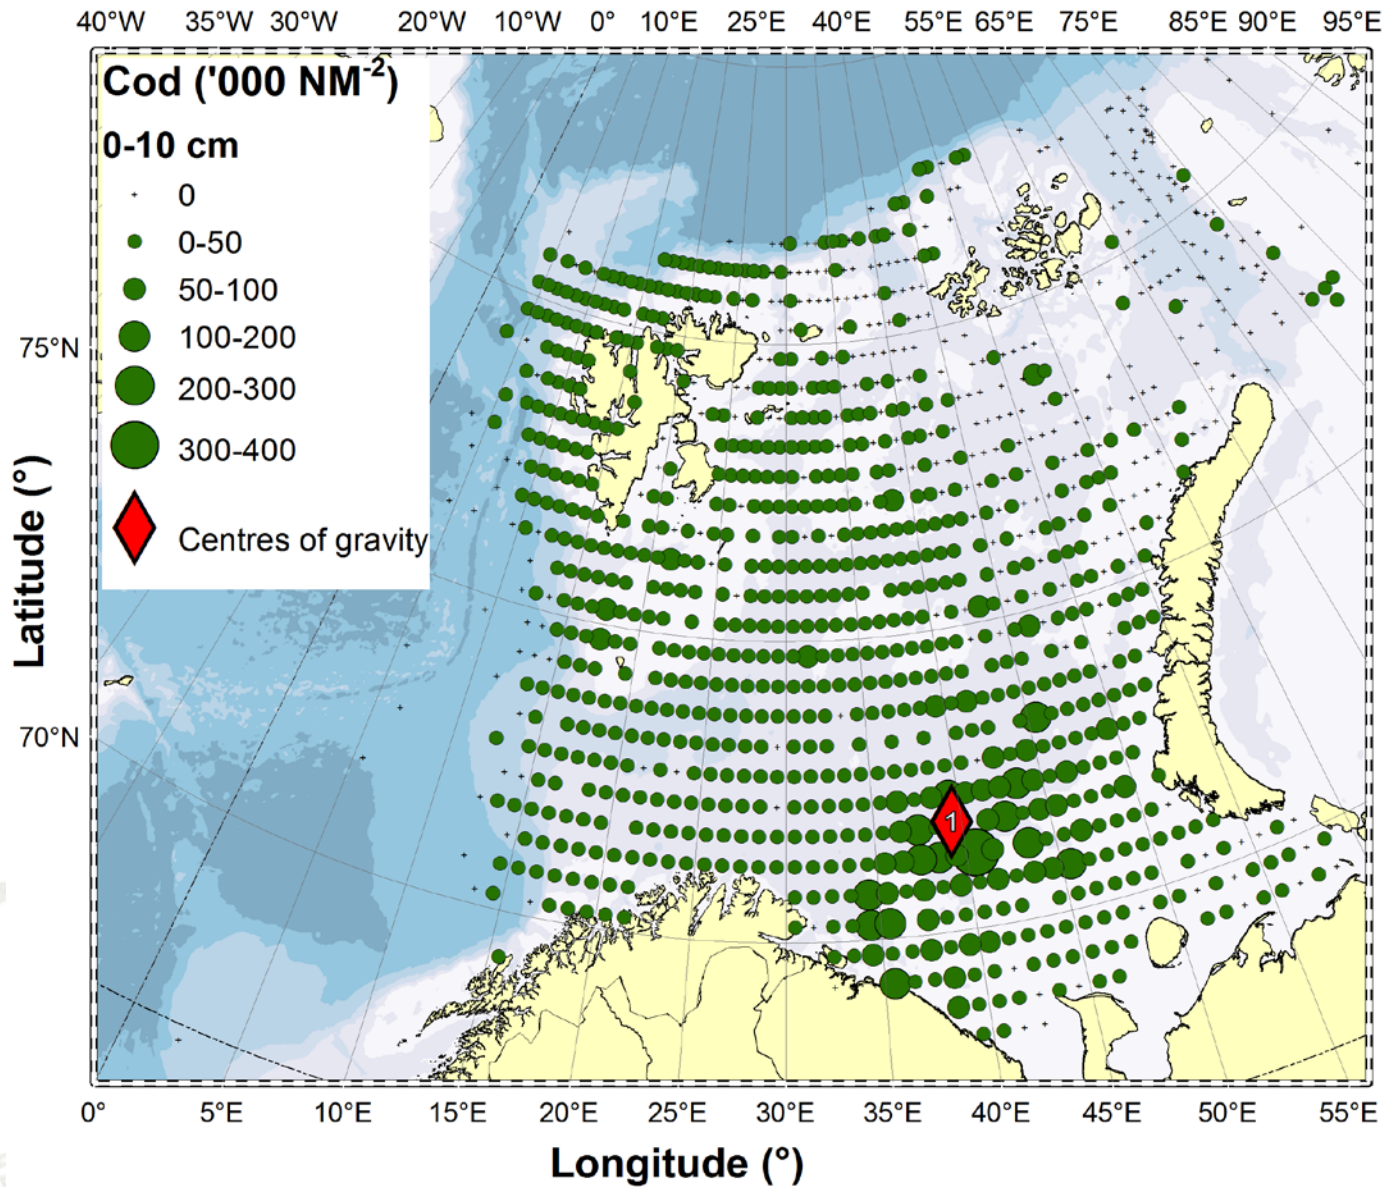 40°W 35°W 30°W 20°W 10°W 0° 10°E 25°E 40°E 55°E 65°E 75°E 85°E 90°E 95°E
Cod ('000 NM-2)
0-10 cm
0
0-50
50-100
100-200
200-300
300-400
Centres of gravity
75°N
70°N
Latitude (°)
1
0° 5°E 10°E 15°E 20°E 25°E 30°E 35°E 40°E 45°E 50°E 55°E
Longitude (°)